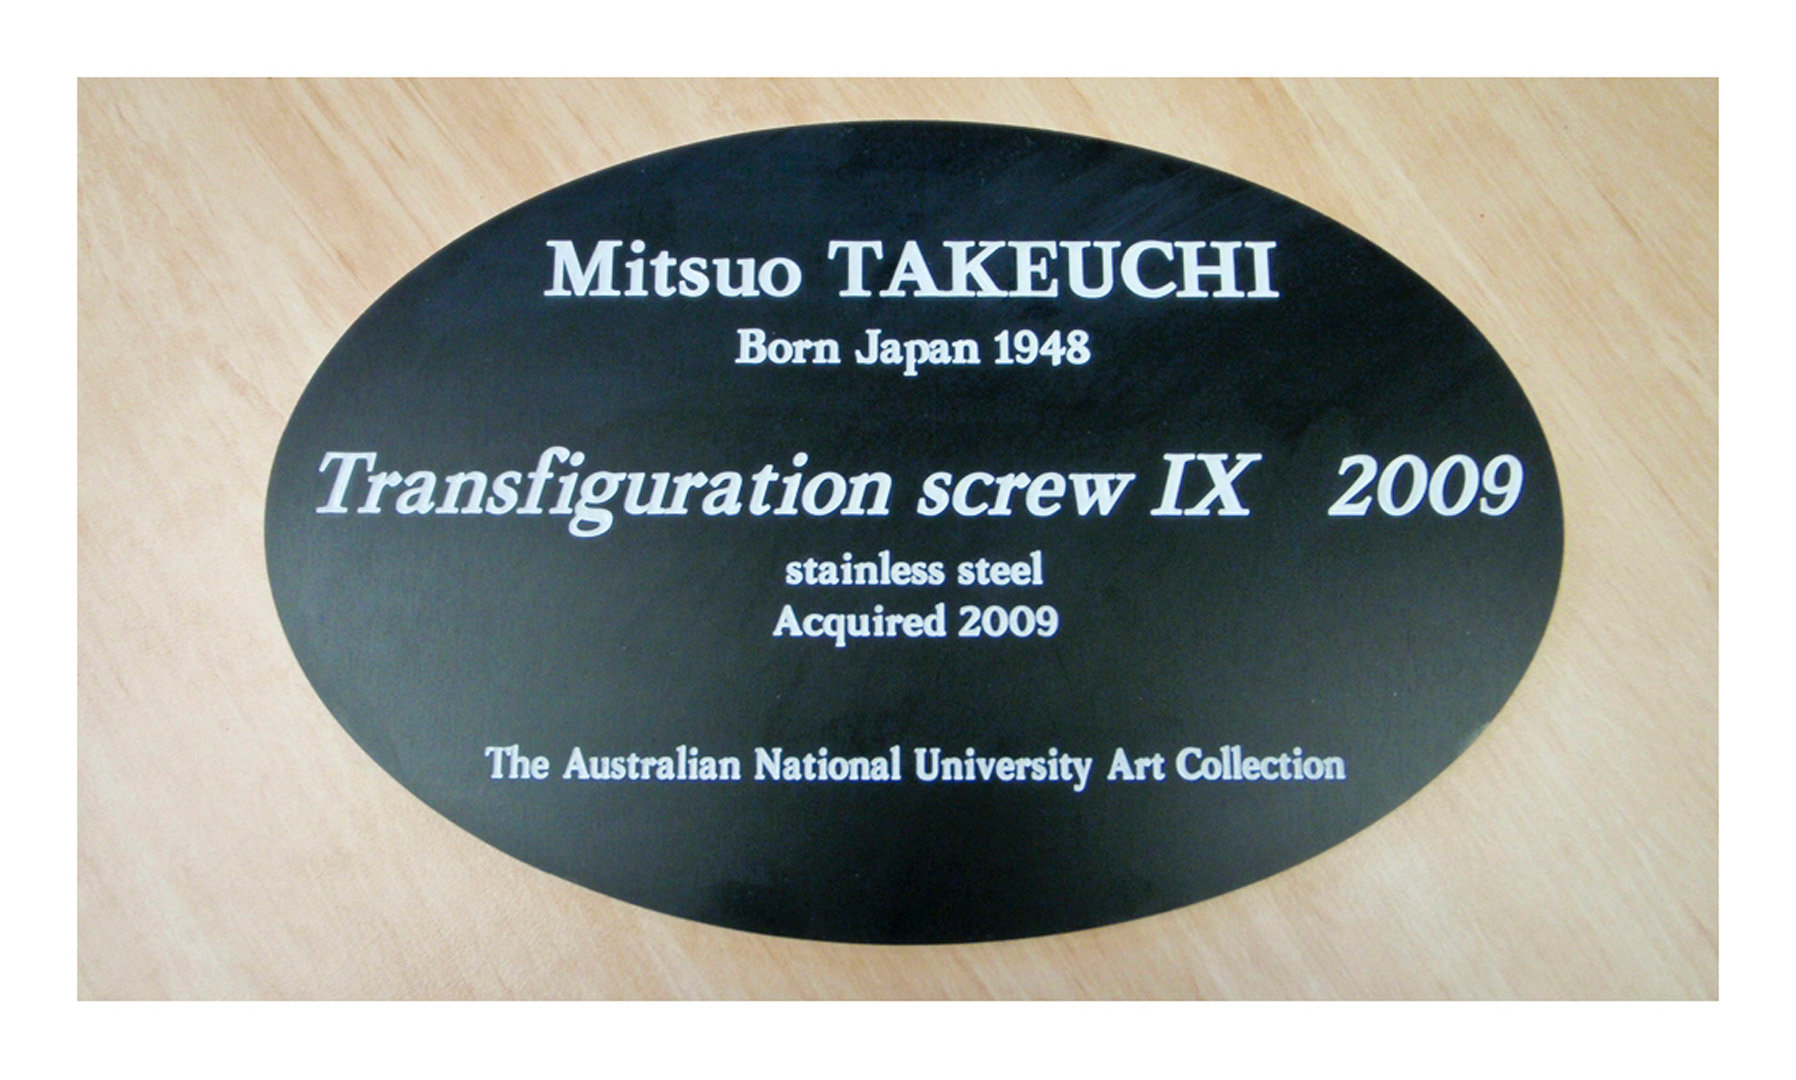 Mitsuo TAKEUCHI
Born Japan 1948
Transfiguration screw IX 2009
stainless steel
Acquired 2009
The Australian National University Art Collection